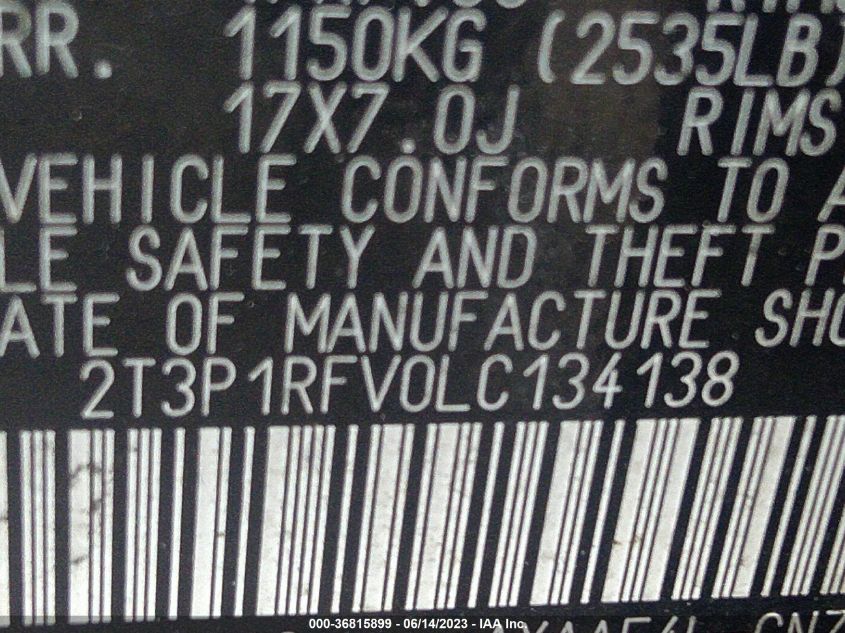 RR. 1150KG (2535LB)
17X7.0J RIMS
VEHICLE CONFORMS TO A
LE SAFETY AND THEFT P
ATE OF MANUFACTURE SHO
2T3P1RFV0LC134138
000-36815899 - 06/14/2023 - IAA Inc.